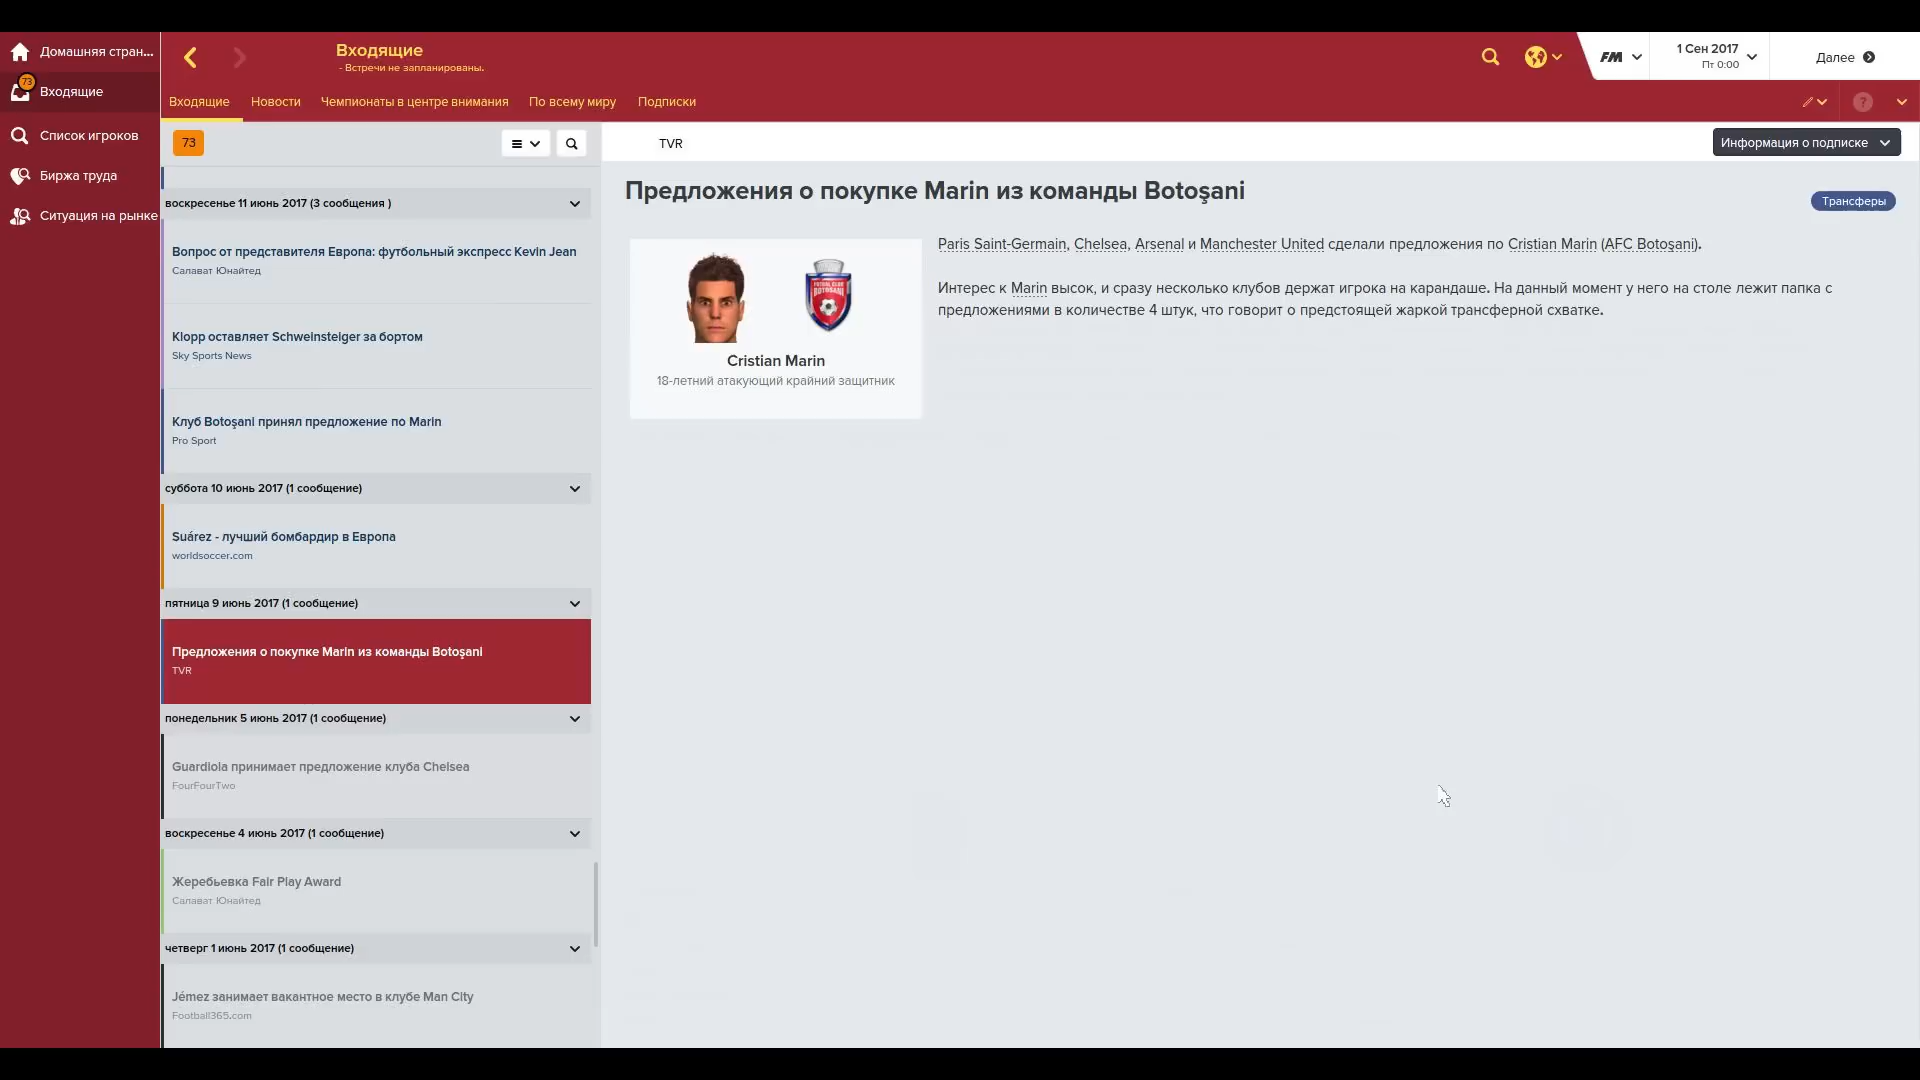 Домашняя стран...
73
Входящие
Список игроков
Биржа труда
Ситуация на рынке
Входящие
- Встречи не запланированы.
FM
1 Сен 2017
Пт 0:00
Далее
Входящие
Новости
Чемпионаты в центре внимания
По всему миру
Подписки
?
73
воскресенье 11 июнь 2017 (3 сообщения )
Вопрос от представителя Европа: футбольный экспресс Kevin Jean
Салават Юнайтед
Klopp оставляет Schweinsteiger за бортом
Sky Sports News
Клуб Botoşani принял предложение по Marin
Pro Sport
суббота 10 июнь 2017 (1 сообщение)
Suárez - лучший бомбардир в Европа
worldsoccer.com
пятница 9 июнь 2017 (1 сообщение)
Предложения о покупке Marin из команды Botoşani
TVR
понедельник 5 июнь 2017 (1 сообщение)
Guardiola принимает предложение клуба Chelsea
FourFourTwo
воскресенье 4 июнь 2017 (1 сообщение)
Жеребьевка Fair Play Award
Салават Юнайтед
четверг 1 июнь 2017 (1 сообщение)
Jémez занимает вакантное место в клубе Man City
Football365.com
TVR
Информация о подписке
Предложения о покупке Marin из команды Botoşani
Трансферы
FOTBAL CLUB
BOTOSANI
Cristian Marin
18-летний атакующий крайний защитник
Paris Saint-Germain, Chelsea, Arsenal и Manchester United сделали предложения по Cristian Marin (AFC Botoşani).
Интерес к Marin высок, и сразу несколько клубов держат игрока на карандаше. На данный момент у него на столе лежит папка с
предложениями в количестве 4 штук, что говорит о предстоящей жаркой трансферной схватке.